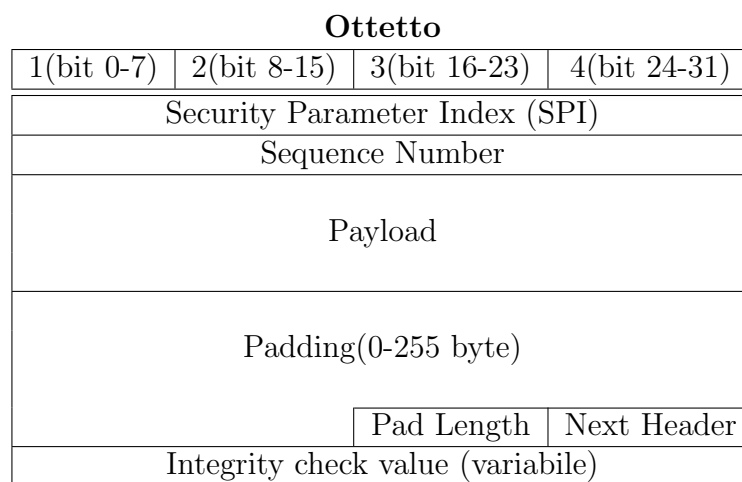 Ottetto
1(bit 0-7) 2(bit 8-15) 3(bit 16-23) 4(bit 24-31)
Security Parameter Index (SPI)
Sequence Number
Payload
Padding(0-255 byte)
Pad Length Next Header
Integrity check value (variabile)